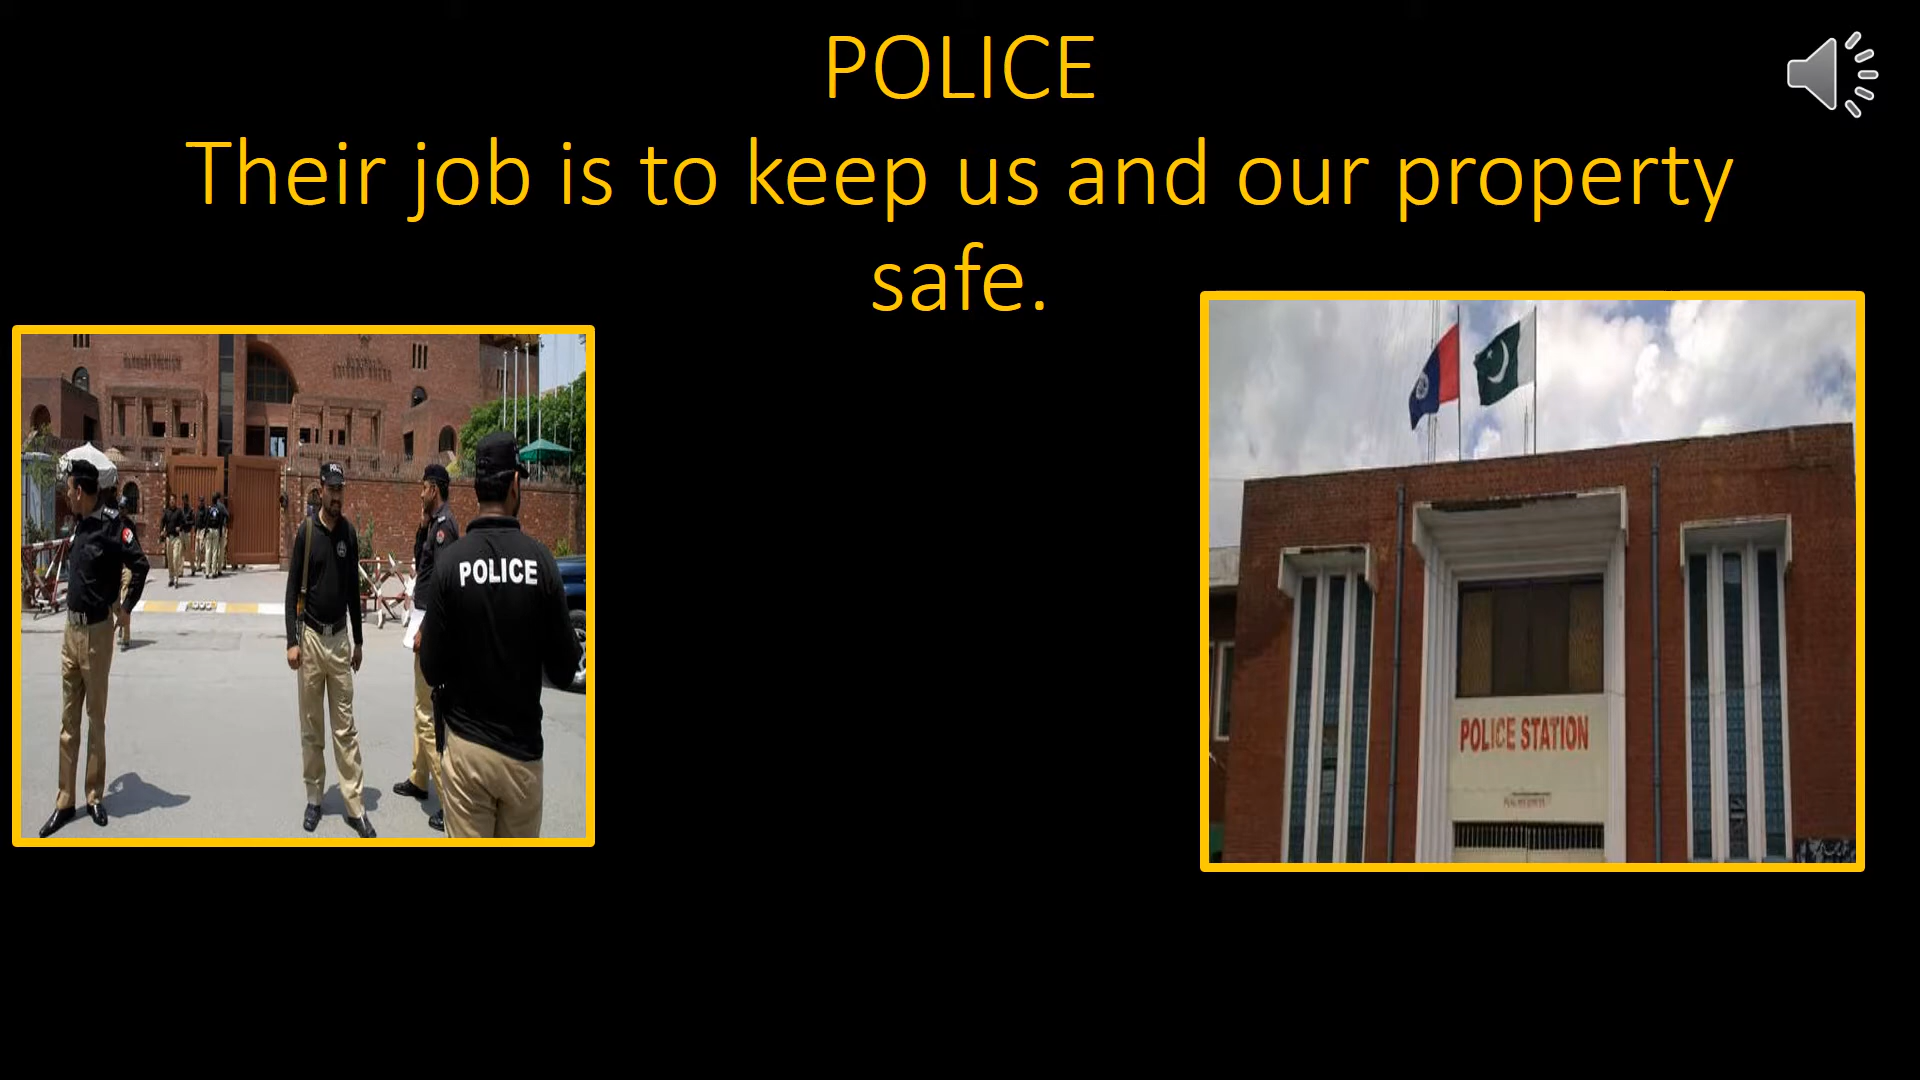 POLICE
Their job is to keep us and our property
safe.
POLICE
POLICE STATION